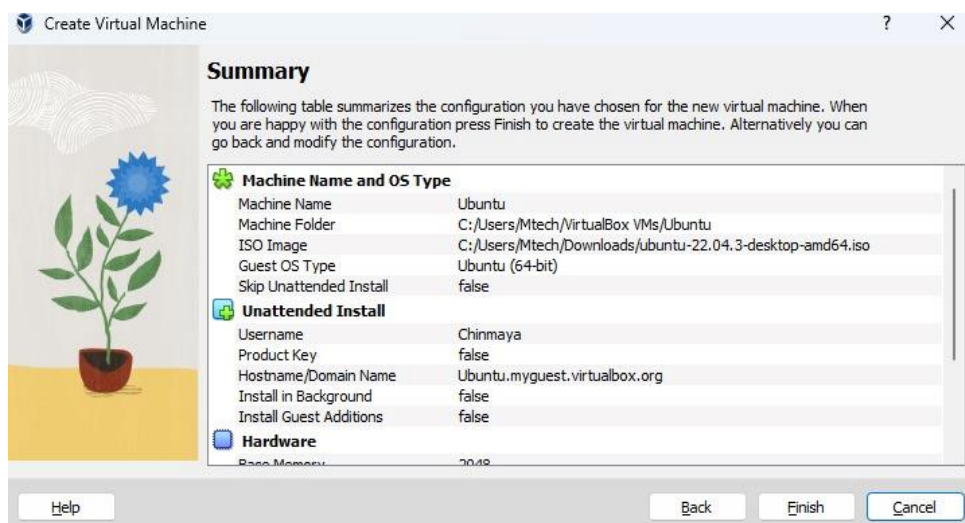 Create Virtual Machine
Summary
The following table summarizes the configuration you have chosen for the new virtual machine. When
you are happy with the configuration press Finish to create the virtual machine. Alternatively you can
go back and modify the configuration.
Machine Name and OS Type
Machine Name Ubuntu
Machine Folder C:/Users/Mtech/VirtualBox VMs/Ubuntu
ISO Image C:/Users/Mtech/Downloads/ubuntu-22.04.3-desktop-amd64.iso
Guest OS Type Ubuntu (64-bit)
Skip Unattended Install false
Unattended Install
Username Chinmaya
Product Key false
Hostname/Domain Name Ubuntu.myguest.virtualbox.org
Install in Background false
Install Guest Additions false
Hardware
Base Memory 2048
Help Back Finish Cancel